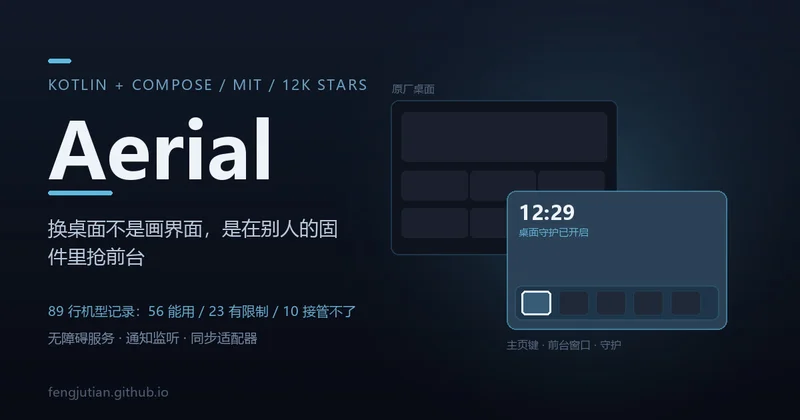 KOTLIN + COMPOSE / MIT / 12K STARS
Aerial
换桌面不是画界面，是在别人的固
件里抢前台
89 行机型记录：56 能用 / 23 有限制 / 10 接管不了
无障碍服务 · 通知监听 · 同步适配器
fengjutian.github.io
原厂桌面
12:29
桌面守护已开启
主页键 · 前台窗口 · 守护